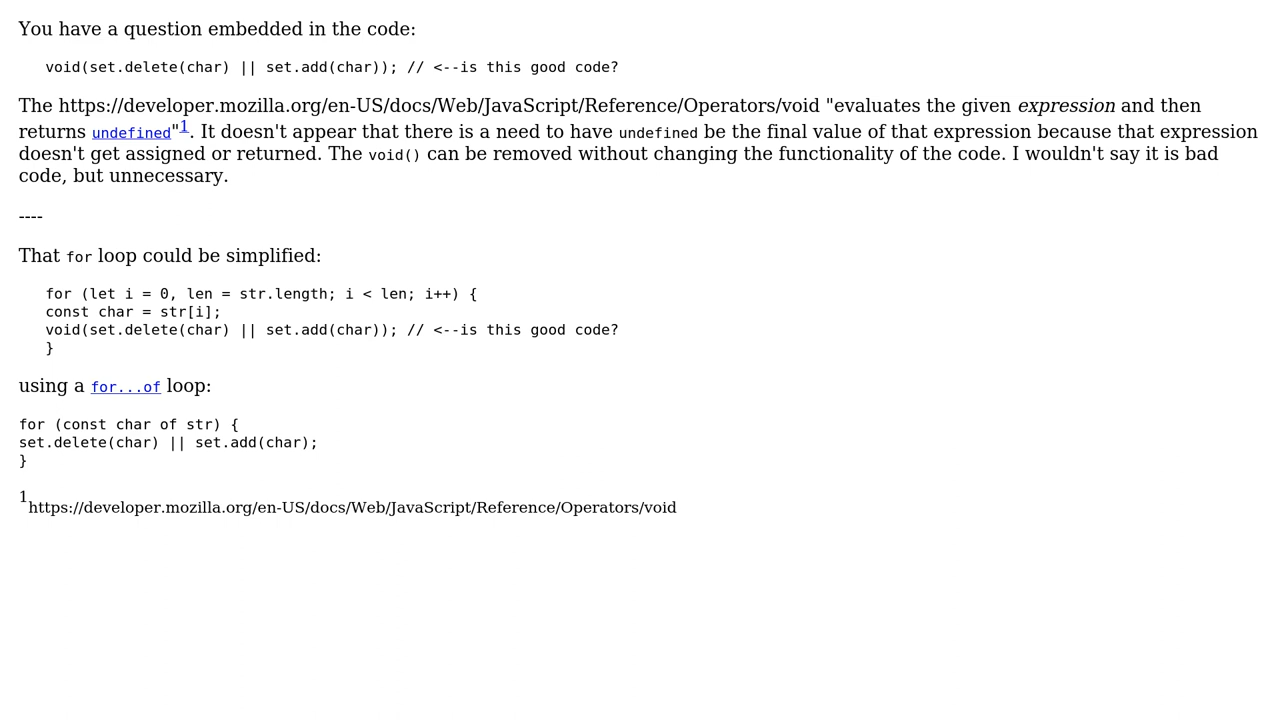 You have a question embedded in the code:
void(set.delete(char) || set.add(char)); // <--is this good code?
The https://developer.mozilla.org/en-US/docs/Web/JavaScript/Reference/Operators/void "evaluates the given expression and then
returns undefined"1. It doesn't appear that there is a need to have undefined be the final value of that expression because that expression
doesn't get assigned or returned. The void() can be removed without changing the functionality of the code. I wouldn't say it is bad
code, but unnecessary.
----
That for loop could be simplified:
for (let i = 0, len = str.length; i < len; i++) {
const char = str[i];
void(set.delete(char) || set.add(char)); // <--is this good code?
}
using a for...of loop:
for (const char of str) {
set.delete(char) || set.add(char);
}
1https://developer.mozilla.org/en-US/docs/Web/JavaScript/Reference/Operators/void